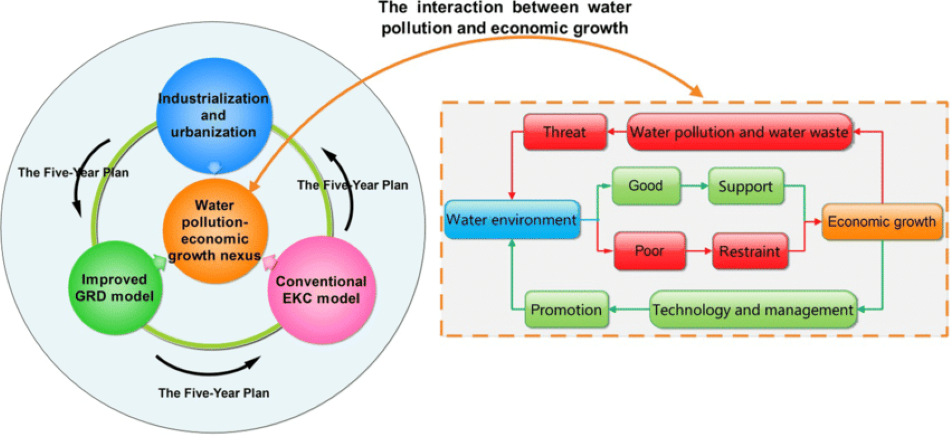 The interaction between water
pollution and economic growth
Industrialization
and
urbanization
The Five-Year Plan
The Five-Year Plan
Water
pollution-
economic
growth nexus
Improved
GRD model
Conventional
EKC model
The Five-Year Plan
Threat
Water pollution and water waste
Good
Support
Water environment
Economic growth
Poor
Restraint
Promotion
Technology and management